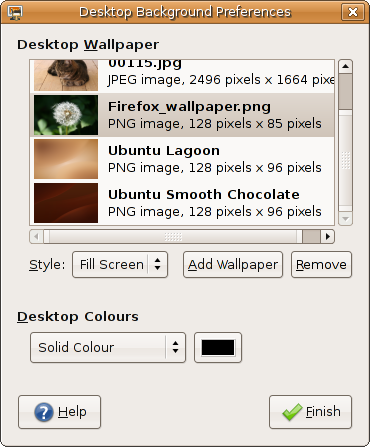 Desktop Background Preferences
Desktop Wallpaper
00115.jpg
JPEG image, 2496 pixels x 1664 pixe
Firefox_wallpaper.png
PNG image, 128 pixels x 85 pixels
Ubuntu Lagoon
PNG image, 128 pixels x 96 pixels
Ubuntu Smooth Chocolate
PNG image, 128 pixels x 96 pixels
Style: Fill Screen Add Wallpaper Remove
Desktop Colours
Solid Colour
Help Finish